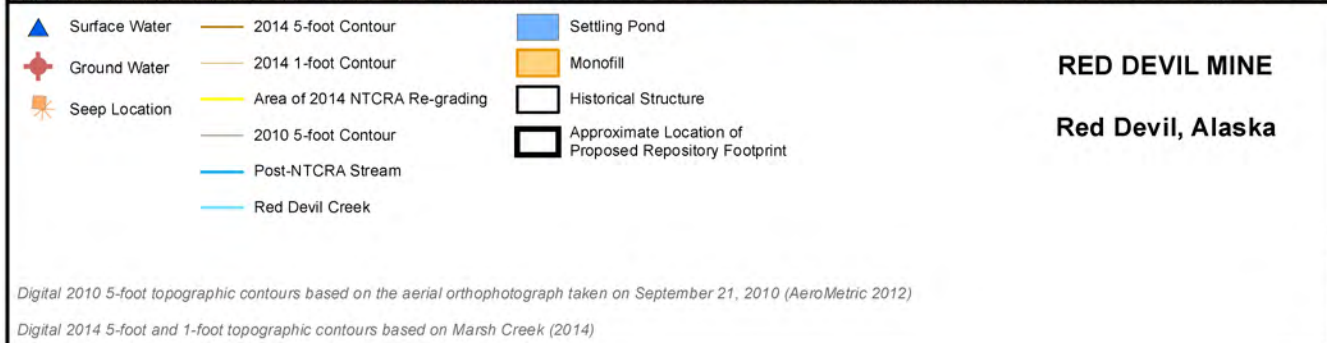 Surface Water
Ground Water
Seep Location
2014 5-foot Contour
2014 1-foot Contour
Area of 2014 NTCRA Re-grading
2010 5-foot Contour
Post-NTCRA Stream
Red Devil Creek
Settling Pond
Monofill
Historical Structure
Approximate Location of
Proposed Repository Footprint
RED DEVIL MINE
Red Devil, Alaska
Digital 2010 5-foot topographic contours based on the aerial orthophotograph taken on September 21, 2010 (AeroMetric 2012)
Digital 2014 5-foot and 1-foot topographic contours based on Marsh Creek (2014)